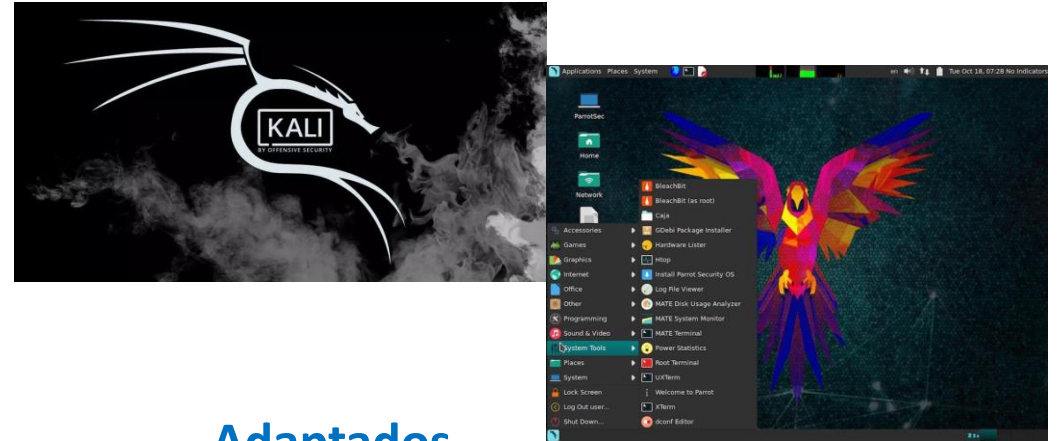 KALI
BY OFFENSIVE SECURITY
Applications Places System
en
Tue Oct 18, 07:28 No Indicators
ParrotSec
Home
Network
Accessories
Games
Graphics
Internet
Office
Other
Programming
Sound & Video
System Tools
Places
System
Lock Screen
Log Out user...
Shut Down...
BleachBit
BleachBit (as root)
Caja
GDebi Package Installer
Hardware Lister
Htop
Install Parrot Security OS
Log File Viewer
MATE Disk Usage Analyzer
MATE System Monitor
MATE Terminal
Power Statistics
Root Terminal
UXTerm
Welcome to Parrot
XTerm
dconf Editor
Adaptados